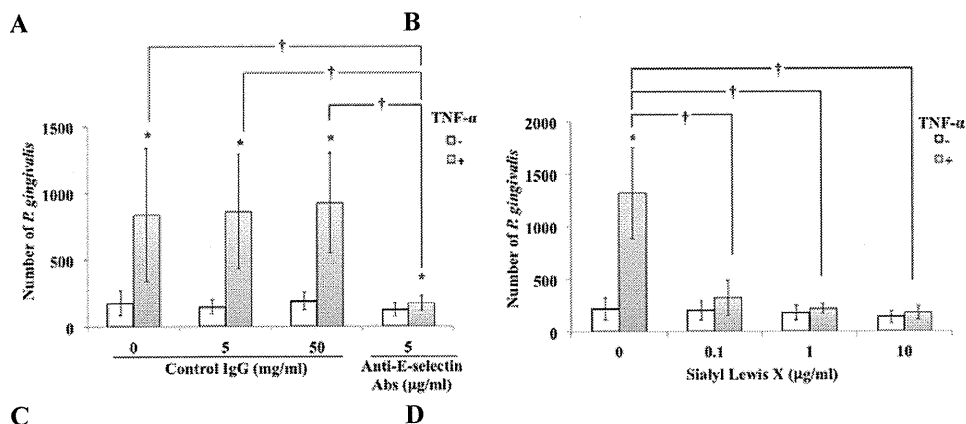 A
B
†
†
†
TNF-α
-
+
*
*
*
*
1500
1000
500
0
Number of P. gingivalis
0
5
50
5
Control IgG (mg/ml)
Anti-E-selectin
Abs (μg/ml)
†
†
†
TNF-α
-
+
*
2000
1500
1000
500
0
Number of P. gingivalis
0
0.1
1
10
Sialyl Lewis X (μg/ml)
C
D